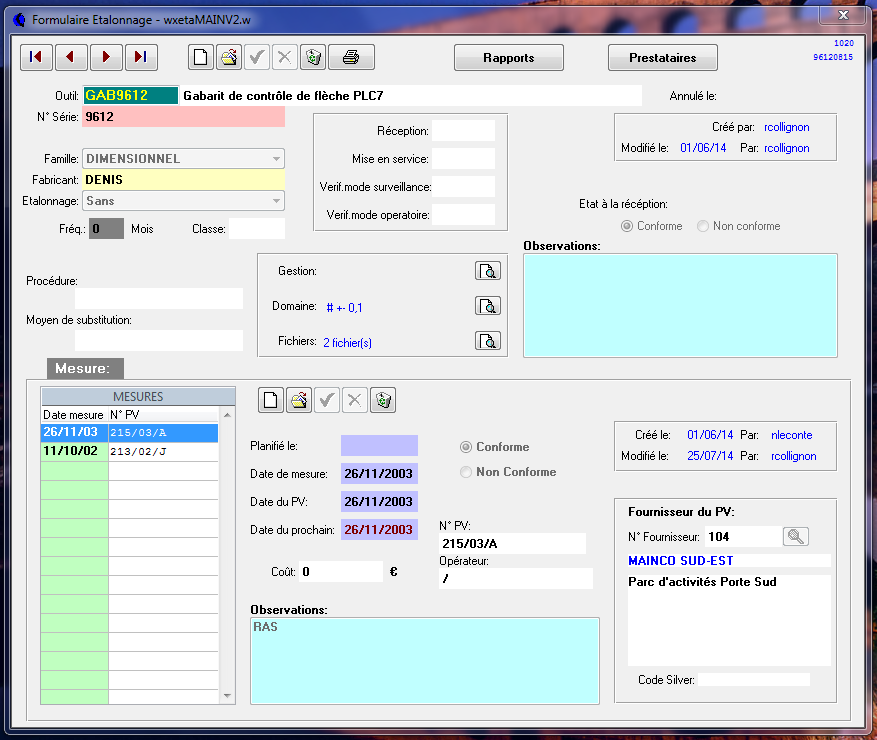 Formulaire Etalonnage - wxetaMAINV2.w
Rapports
Prestataires
1020
96120815
Outil: GAB9612 Gabarit de contrôle de flèche PLC7
Annulé le:
N° Série: 9612
Réception:
Mise en service:
Verif.mode surveillance:
Verif.mode operatoire:
Créé par: rcollignon
Modifié le: 01/06/14 Par: rcollignon
Famille: DIMENSIONNEL
Fabricant: DENIS
Etalonnage: Sans
Fréq.: 0 Mois Classe:
Etat à la récéption:
Conforme Non conforme
Observations:
Procédure:
Moyen de substitution:
Gestion:
Domaine: # +- 0,1
Fichiers: 2 fichier(s)
Mesure:
MESURES
Date mesure N° PV
26/11/03 215/03/A
11/10/02 213/02/J
Planifié le:
Date de mesure: 26/11/2003
Date du PV: 26/11/2003
Date du prochain: 26/11/2003
Conforme
Non Conforme
N° PV:
215/03/A
Opérateur:
/
Coût: 0 €
Observations:
RAS
Créé le: 01/06/14 Par: nleconte
Modifié le: 25/07/14 Par: rcollignon
Fournisseur du PV:
N° Fournisseur: 104
MAINCO SUD-EST
Parc d'activités Porte Sud
Code Silver: